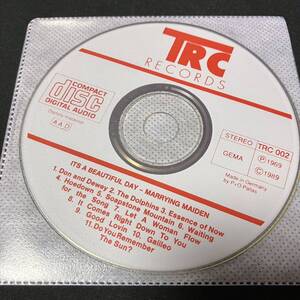 TRC
RECORDS
COMPACT
disc
DIGITAL AUDIO
Digitally mastered
A A D
STEREO TRC 002
GEMA ℗ 1969
© 1989
Made in Germany
by P+O-Pallas
ITS A BEAUTIFUL DAY - MARRYING MAIDEN
1. Don and Dewey 2. The Dolphins 3. Essence of Now
4. Hoedown 5. Soapstone Mountain 6. Waiting
for the Song 7. Let A Woman Flow
8. It Comes Right Down To You
9. Good Lovin 10. Galileo
11. Do You Remember
The Sun?